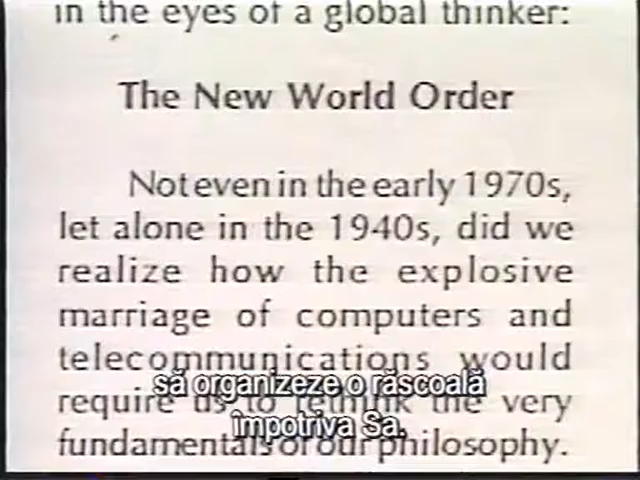 in the eyes of a global thinker:
The New World Order
Not even in the early 1970s,
let alone in the 1940s, did we
realize how the explosive
marriage of computers and
telecommunications would
să organizeze o răscoală
require us to rethink the very
împotriva Sa.
fundamentals of our philosophy.